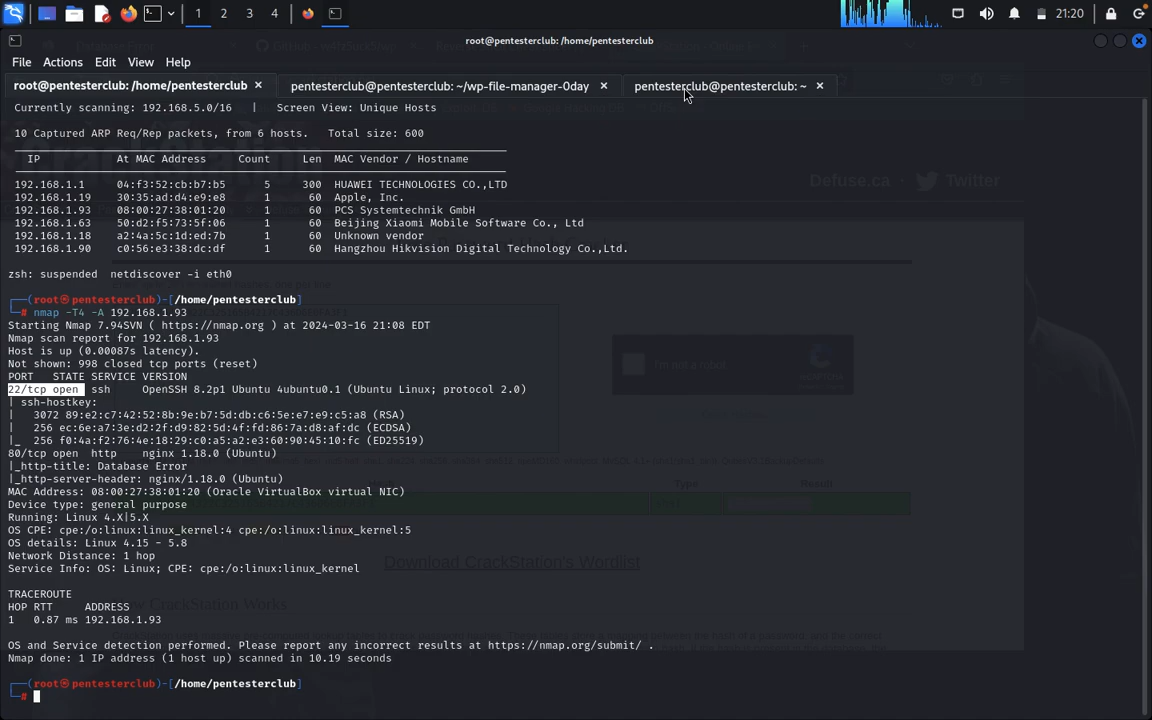 1 2 3 4 21:20
root@pentesterclub: /home/pentesterclub
File Actions Edit View Help
root@pentesterclub: /home/pentesterclub × pentesterclub@pentesterclub: ~/wp-file-manager-0day × pentesterclub@pentesterclub: ~ ×
Currently scanning: 192.168.5.0/16 | Screen View: Unique Hosts
10 Captured ARP Req/Rep packets, from 6 hosts. Total size: 600
IP At MAC Address Count Len MAC Vendor / Hostname
192.168.1.1 04:f3:52:cb:b7:b5 5 300 HUAWEI TECHNOLOGIES CO.,LTD
192.168.1.19 30:35:ad:d4:e9:e8 1 60 Apple, Inc.
192.168.1.93 08:00:27:38:01:20 1 60 PCS Systemtechnik GmbH
192.168.1.63 50:d2:f5:73:5f:06 1 60 Beijing Xiaomi Mobile Software Co., Ltd
192.168.1.18 a2:4a:5c:1d:ed:7b 1 60 Unknown vendor
192.168.1.90 c0:56:e3:38:dc:df 1 60 Hangzhou Hikvision Digital Technology Co.,Ltd.
zsh: suspended netdiscover -i eth0
┌──(root㉿pentesterclub)-[/home/pentesterclub]
└─# nmap -T4 -A 192.168.1.93
Starting Nmap 7.94SVN ( https://nmap.org ) at 2024-03-16 21:08 EDT
Nmap scan report for 192.168.1.93
Host is up (0.00087s latency).
Not shown: 998 closed tcp ports (reset)
PORT STATE SERVICE VERSION
22/tcp open ssh OpenSSH 8.2p1 Ubuntu 4ubuntu0.1 (Ubuntu Linux; protocol 2.0)
| ssh-hostkey:
| 3072 89:e2:c7:42:52:8b:9e:b7:5d:db:c6:5e:e7:e9:c5:a8 (RSA)
| 256 ec:6e:a7:3e:d2:2f:d9:82:5d:4f:fd:86:7a:d8:af:dc (ECDSA)
|_ 256 f0:4a:f2:76:4e:18:29:c0:a5:a2:e3:60:90:45:10:fc (ED25519)
80/tcp open http nginx 1.18.0 (Ubuntu)
|_http-title: Database Error
|_http-server-header: nginx/1.18.0 (Ubuntu)
MAC Address: 08:00:27:38:01:20 (Oracle VirtualBox virtual NIC)
Device type: general purpose
Running: Linux 4.X|5.X
OS CPE: cpe:/o:linux:linux_kernel:4 cpe:/o:linux:linux_kernel:5
OS details: Linux 4.15 - 5.8
Network Distance: 1 hop
Service Info: OS: Linux; CPE: cpe:/o:linux:linux_kernel
TRACEROUTE
HOP RTT ADDRESS
1 0.87 ms 192.168.1.93
OS and Service detection performed. Please report any incorrect results at https://nmap.org/submit/ .
Nmap done: 1 IP address (1 host up) scanned in 10.19 seconds
┌──(root㉿pentesterclub)-[/home/pentesterclub]
└─#
Defuse.ca Twitter
I'm not a robot
Type Result
Download CrackStation's Wordlist
How CrackStation Works